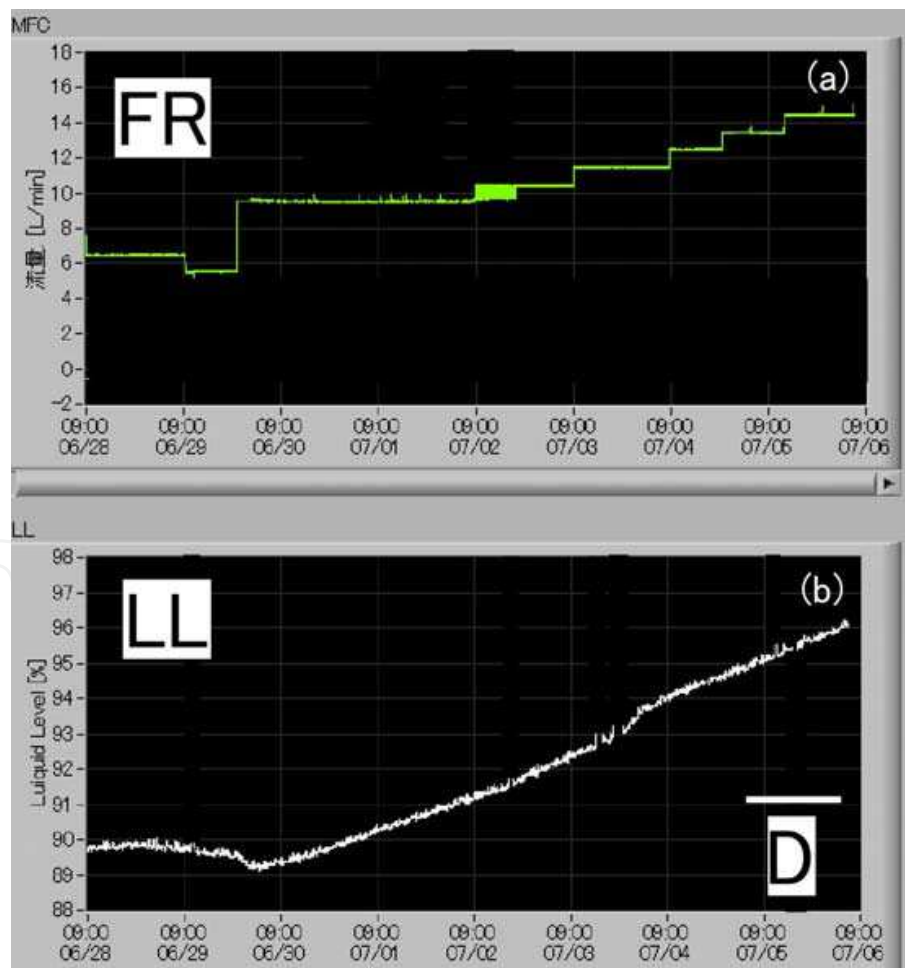 MFC
18
16
14
12
10
8
6
4
2
0
-2
流量 [L/min]
FR
(a)
09:00 09:00 09:00 09:00 09:00 09:00 09:00 09:00 09:00
06/28 06/29 06/30 07/01 07/02 07/03 07/04 07/05 07/06
LL
98
97
96
95
94
93
92
91
90
89
88
Luiquid Level [%]
LL
(b)
D
09:00 09:00 09:00 09:00 09:00 09:00 09:00 09:00 09:00
06/28 06/29 06/30 07/01 07/02 07/03 07/04 07/05 07/06